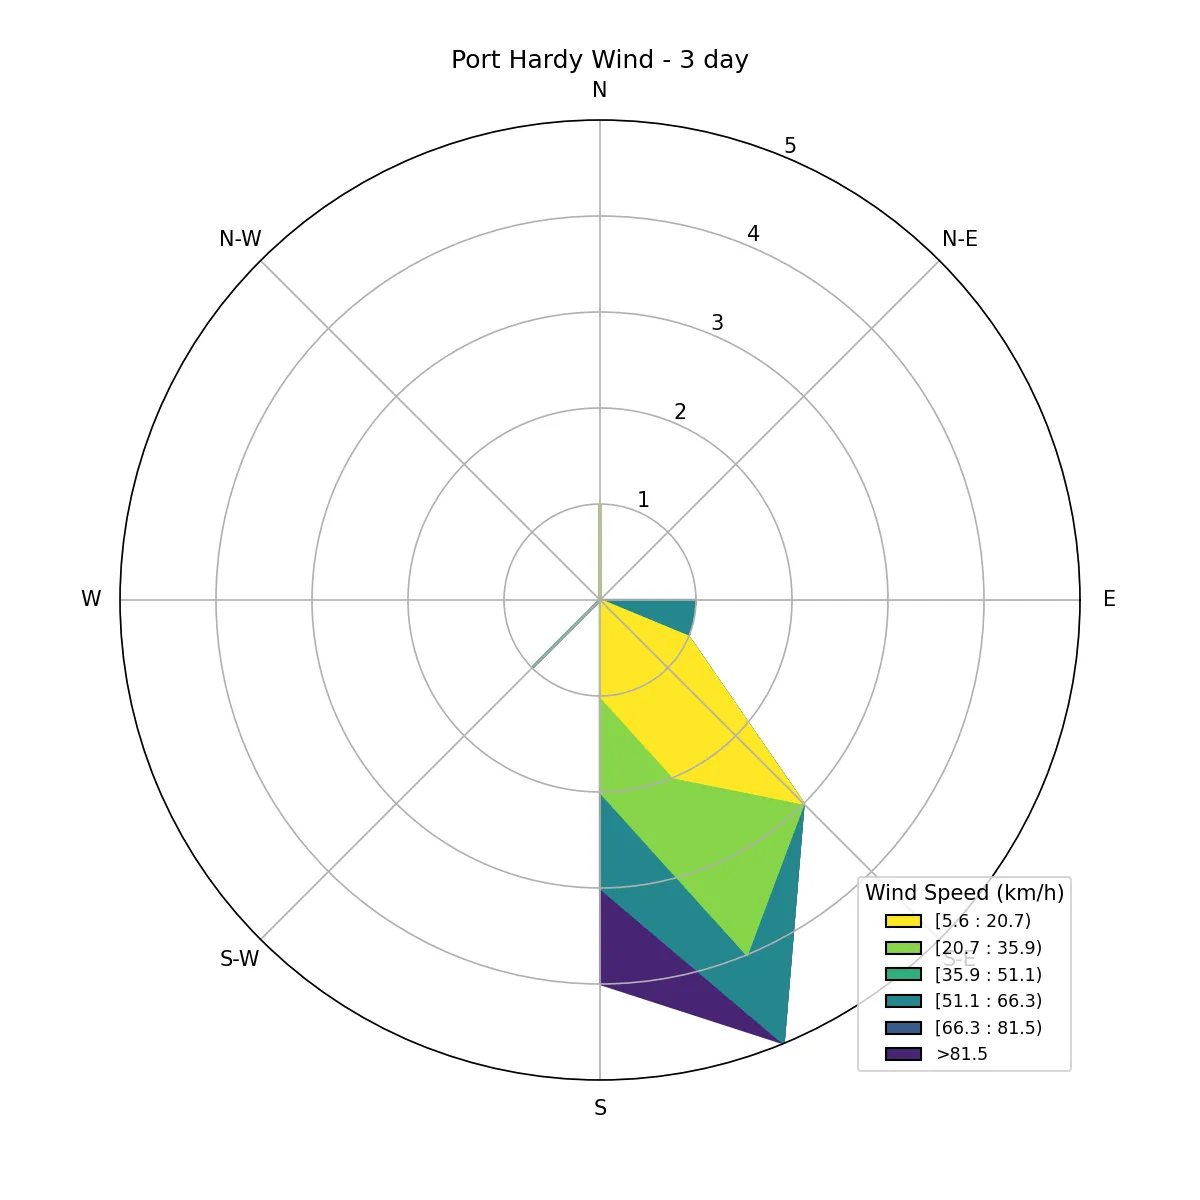 Port Hardy Wind - 3 day
N
5
N-W
N-E
4
3
2
1
W
E
S-W
S-E
Wind Speed (km/h)
[5.6 : 20.7)
[20.7 : 35.9)
[35.9 : 51.1)
[51.1 : 66.3)
[66.3 : 81.5)
>81.5
S